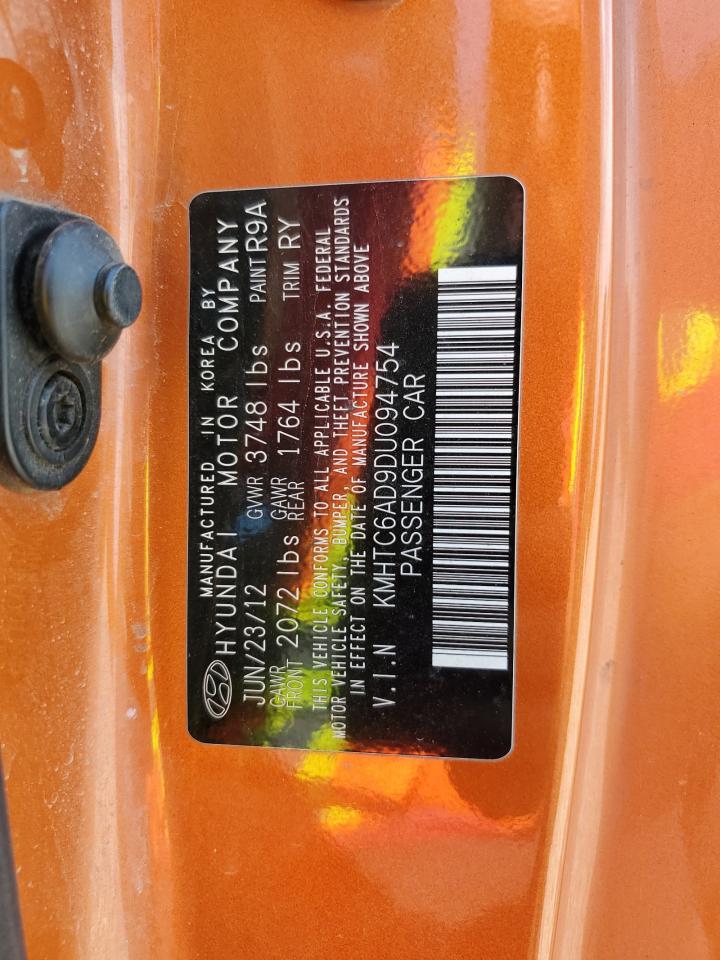 MANUFACTURED IN KOREA BY
HYUNDAI MOTOR COMPANY
JUN/23/12 GVWR 3748 lbs PAINT R9A
GAWR FRONT 2072 lbs GAWR REAR 1764 lbs TRIM RY
THIS VEHICLE CONFORMS TO ALL APPLICABLE U.S.A. FEDERAL
MOTOR VEHICLE SAFETY, BUMPER, AND THEFT PREVENTION STANDARDS
IN EFFECT ON THE DATE OF MANUFACTURE SHOWN ABOVE
V.I.N KMHTC6AD9DU094754
PASSENGER CAR